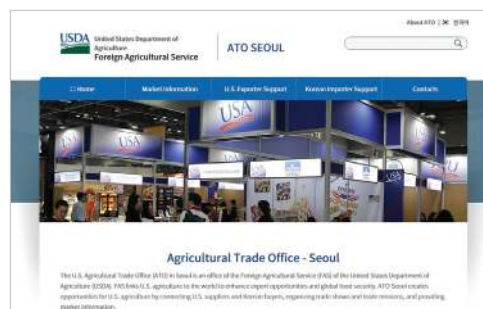 About ATO | 한국어
USDA
United States Department of
Agriculture
Foreign Agricultural Service
ATO SEOUL
Home Market Information U.S. Exporter Support Korean Importer Support Contacts
USA
USA
USA
USA
Agricultural Trade Office - Seoul
The U.S. Agricultural Trade Office (ATO) in Seoul is an office of the Foreign Agricultural Service (FAS) of the United States Department of
Agriculture (USDA). FAS links U.S. agriculture to the world to enhance export opportunities and global food security. ATO Seoul creates
opportunities for U.S. agriculture by connecting U.S. suppliers and Korean buyers, organizing trade shows and trade missions, and providing
market information.